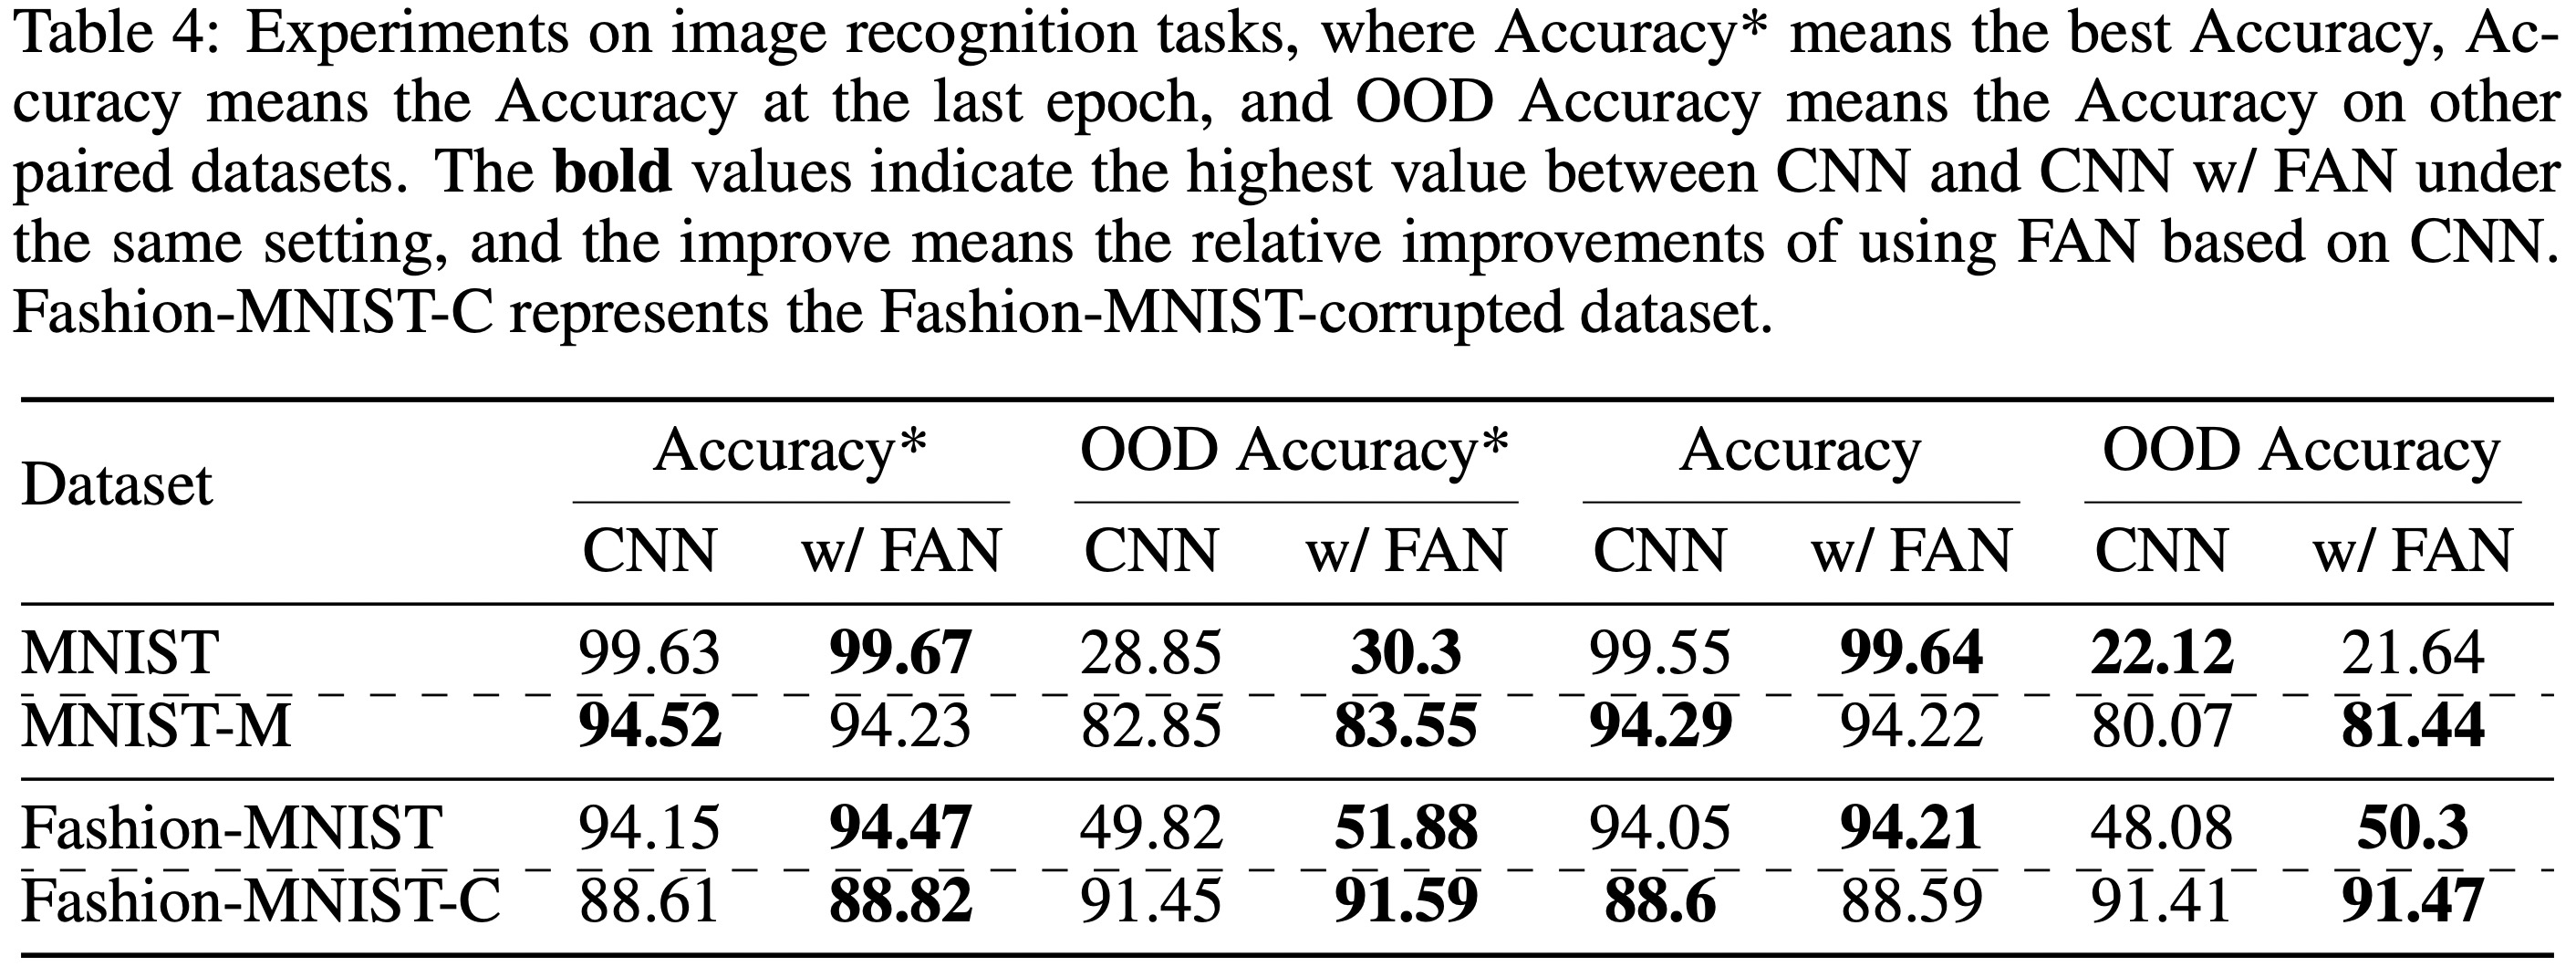 Table 4: Experiments on image recognition tasks, where Accuracy* means the best Accuracy, Ac-
curacy means the Accuracy at the last epoch, and OOD Accuracy means the Accuracy on other
paired datasets. The bold values indicate the highest value between CNN and CNN w/ FAN under
the same setting, and the improve means the relative improvements of using FAN based on CNN.
Fashion-MNIST-C represents the Fashion-MNIST-corrupted dataset.
Dataset Accuracy* OOD Accuracy* Accuracy OOD Accuracy
CNN w/ FAN CNN w/ FAN CNN w/ FAN CNN w/ FAN
MNIST 99.63 99.67 28.85 30.3 99.55 99.64 22.12 21.64
MNIST-M 94.52 94.23 82.85 83.55 94.29 94.22 80.07 81.44
Fashion-MNIST 94.15 94.47 49.82 51.88 94.05 94.21 48.08 50.3
Fashion-MNIST-C 88.61 88.82 91.45 91.59 88.6 88.59 91.41 91.47